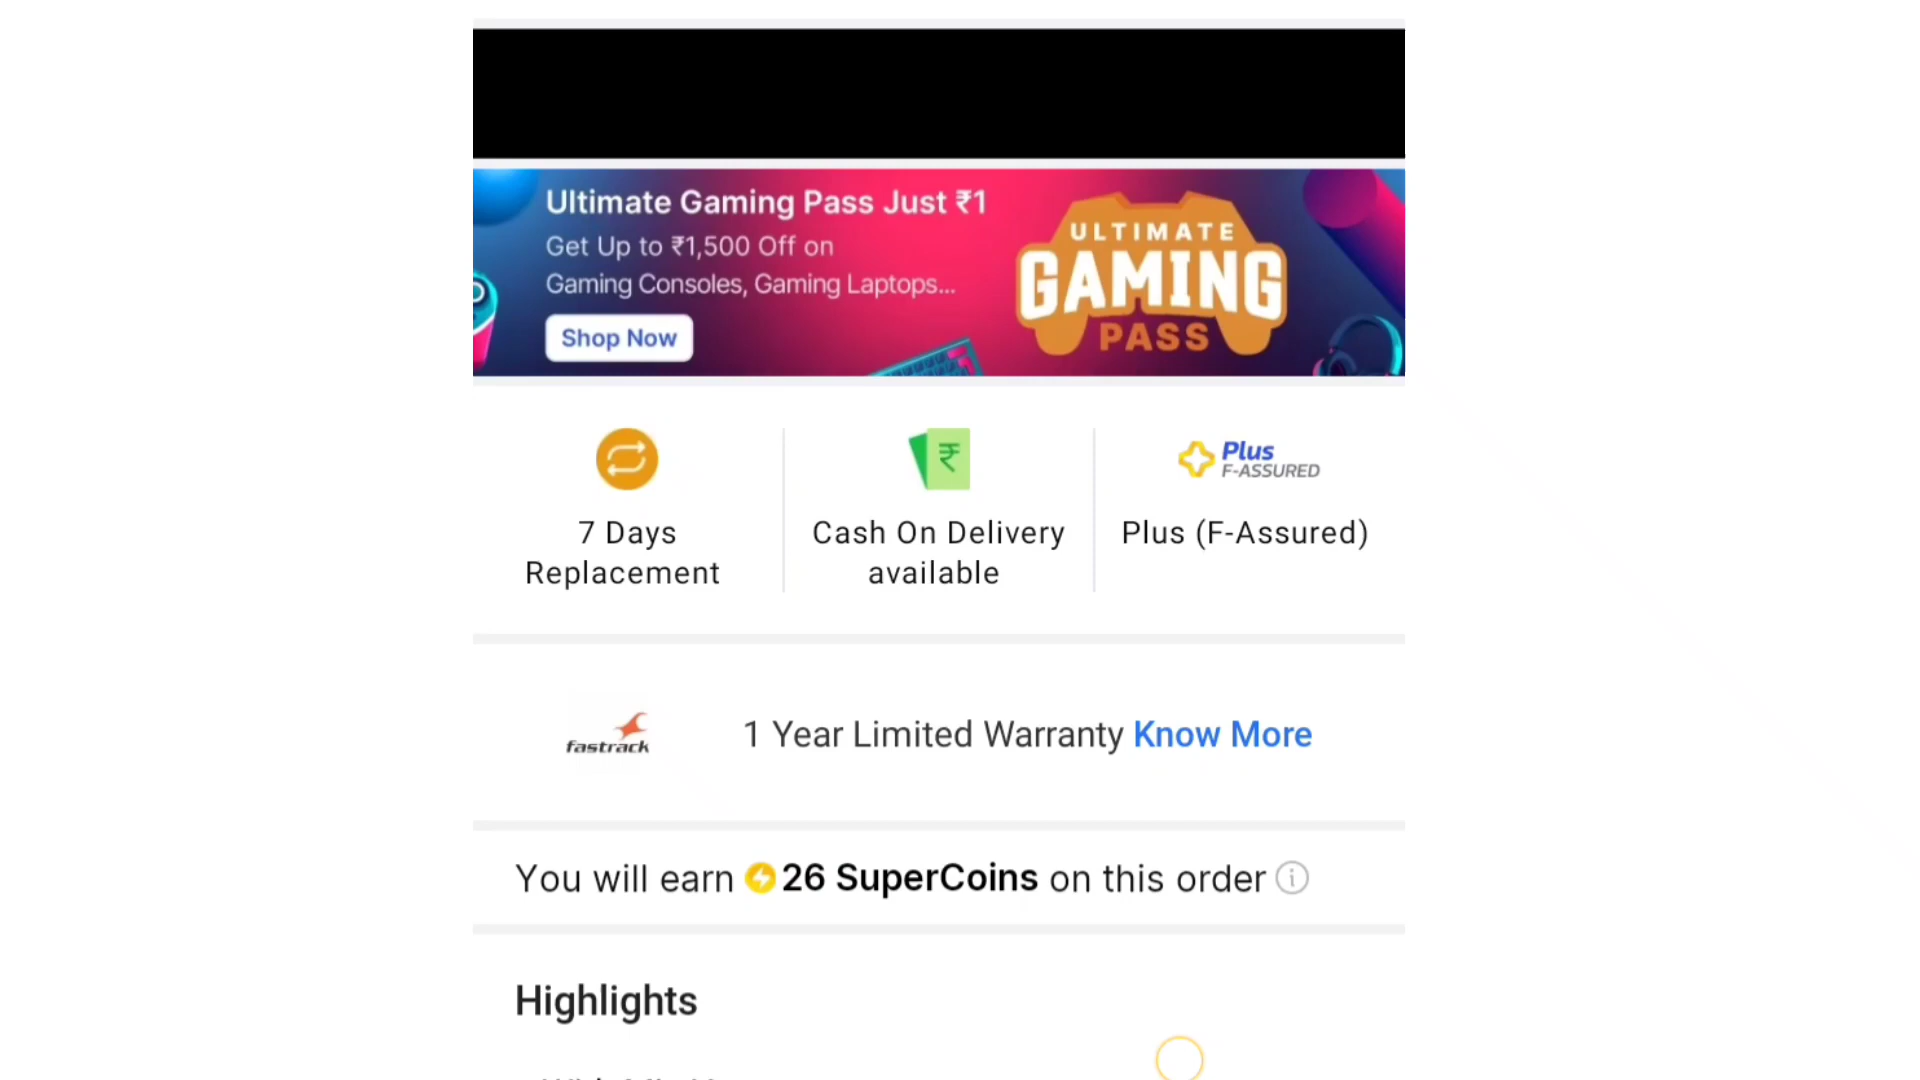 Ultimate Gaming Pass Just ₹1
Get Up to ₹1,500 Off on
Gaming Consoles, Gaming Laptops...
Shop Now
ULTIMATE
GAMING
PASS
7 Days
Replacement
Cash On Delivery
available
Plus
F-ASSURED
Plus (F-Assured)
fastrack
1 Year Limited Warranty Know More
You will earn 26 SuperCoins on this order
Highlights